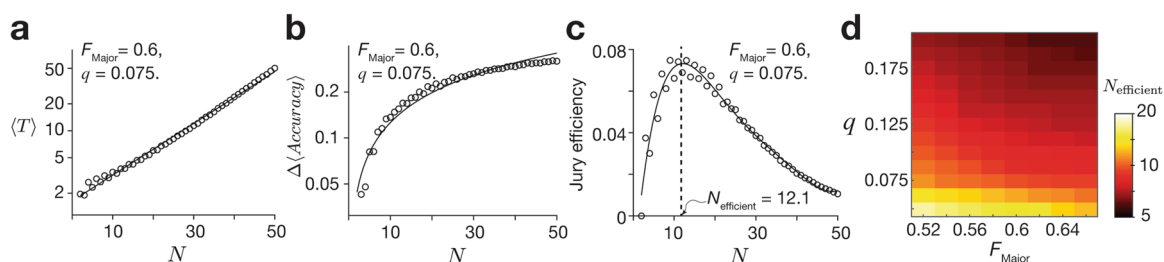 a
F_Major = 0.6,
q = 0.075.
⟨T⟩
50
20
10
5
2
10
30
50
N
b
F_Major = 0.6,
q = 0.075.
Δ⟨Accuracy⟩
0.2
0.1
0.05
10
30
50
N
c
F_Major = 0.6,
q = 0.075.
Jury efficiency
0.08
0.04
0
N_efficient = 12.1
10
30
50
N
d
q
0.175
0.125
0.075
0.52
0.56
0.60
0.64
F_Major
N_efficient
20
10
5